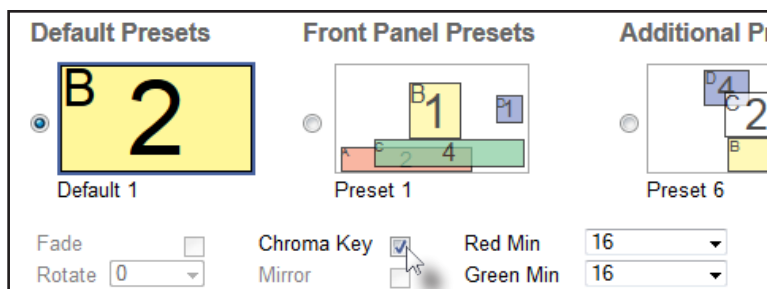 Default Presets Front Panel Presets Additional Pr
B 2
B 1 D 1 A 2 C 4
D 4 C 2 B
Default 1 Preset 1 Preset 6
Fade Chroma Key Red Min 16
Rotate 0 Mirror Green Min 16